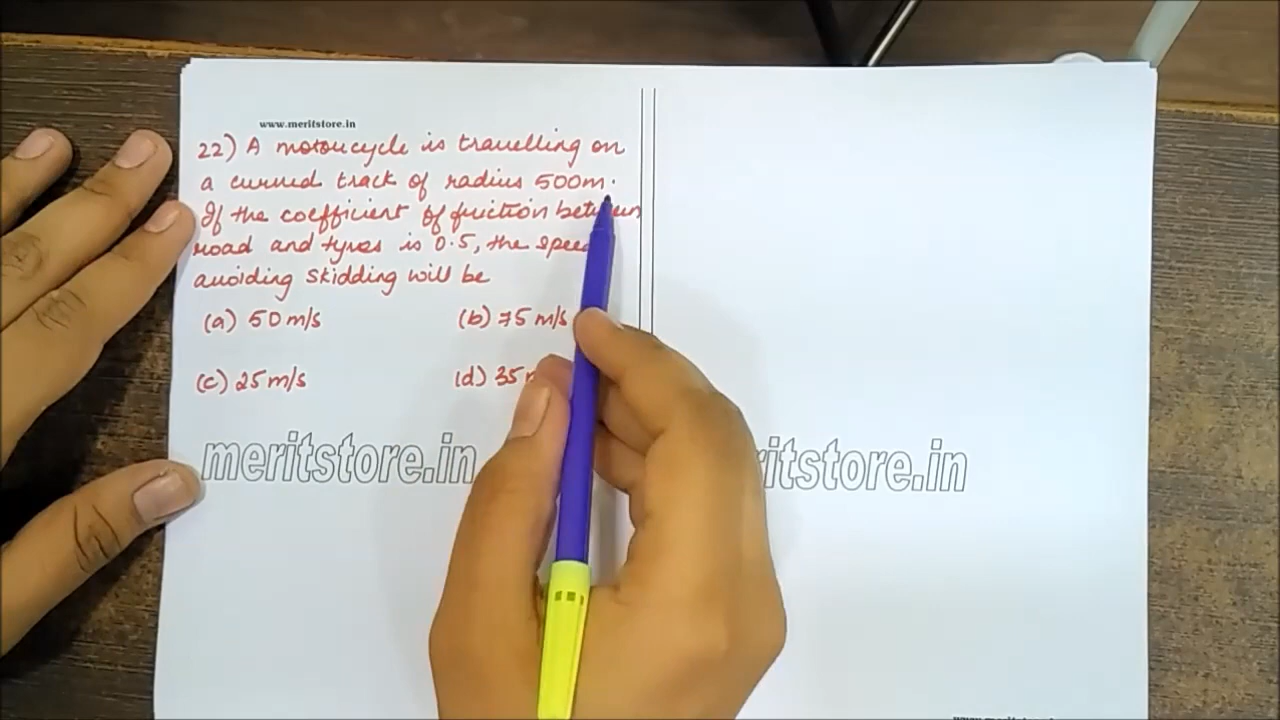 www.meritstore.in
22) A motorcycle is travelling on
a curved track of radius 500m.
If the coefficient of friction between
road and tyres is 0.5, the speed
avoiding skidding will be
(a) 50 m/s (b) 75 m/s
(c) 25 m/s (d) 35
meritstore.in
ritstore.in